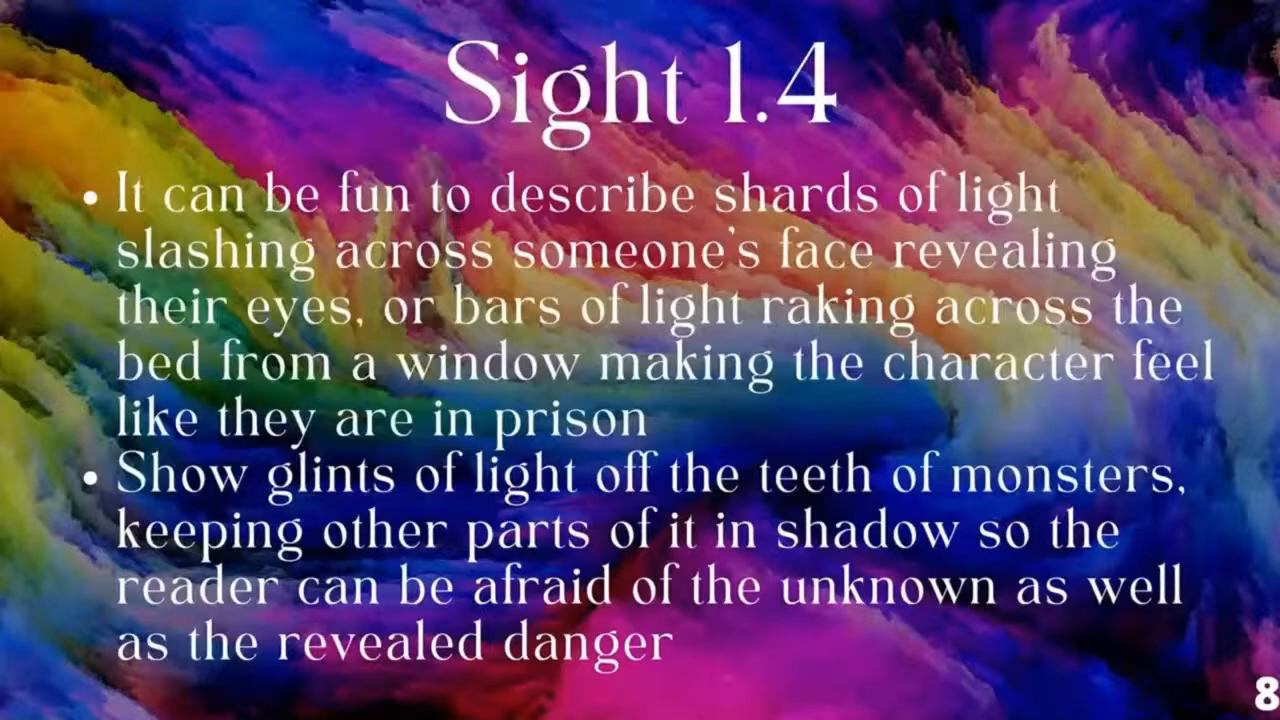 Sight 1.4
• It can be fun to describe shards of light
slashing across someone's face revealing
their eyes, or bars of light raking across the
bed from a window making the character feel
like they are in prison
• Show glints of light off the teeth of monsters,
keeping other parts of it in shadow so the
reader can be afraid of the unknown as well
as the revealed danger
8